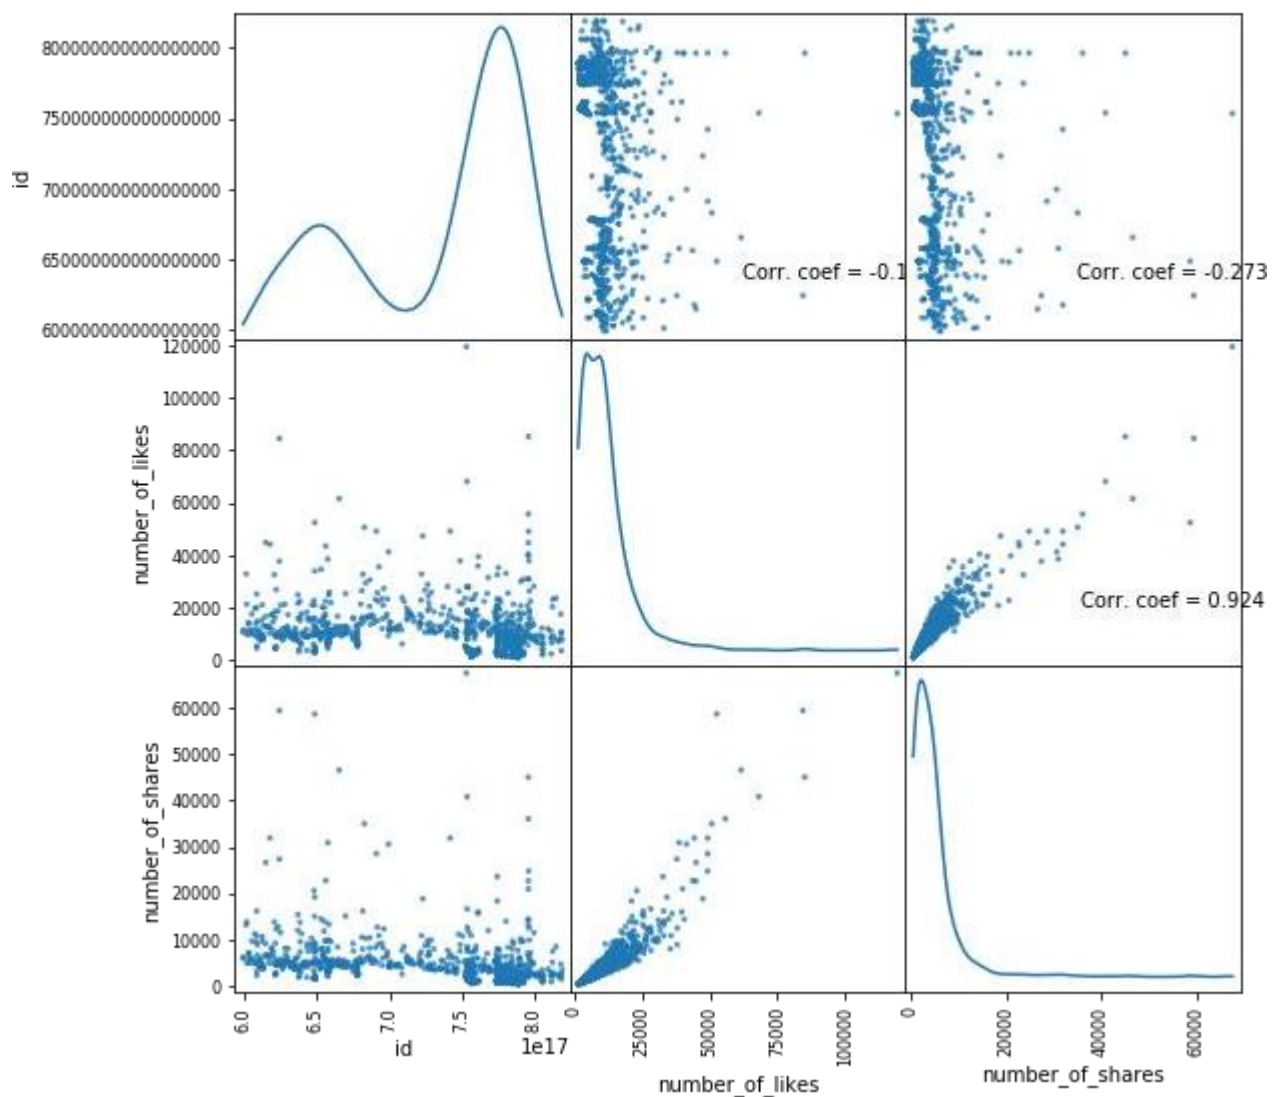 800000000000000000
750000000000000000
700000000000000000
650000000000000000
600000000000000000
id
Corr. coef = -0.1
Corr. coef = -0.273
120000
100000
80000
60000
40000
20000
0
number_of_likes
Corr. coef = 0.924
60000
50000
40000
30000
20000
10000
0
number_of_shares
6.0 6.5 7.0 7.5 8.0
1e17
id
0 25000 50000 75000 100000
number_of_likes
0 20000 40000 60000
number_of_shares